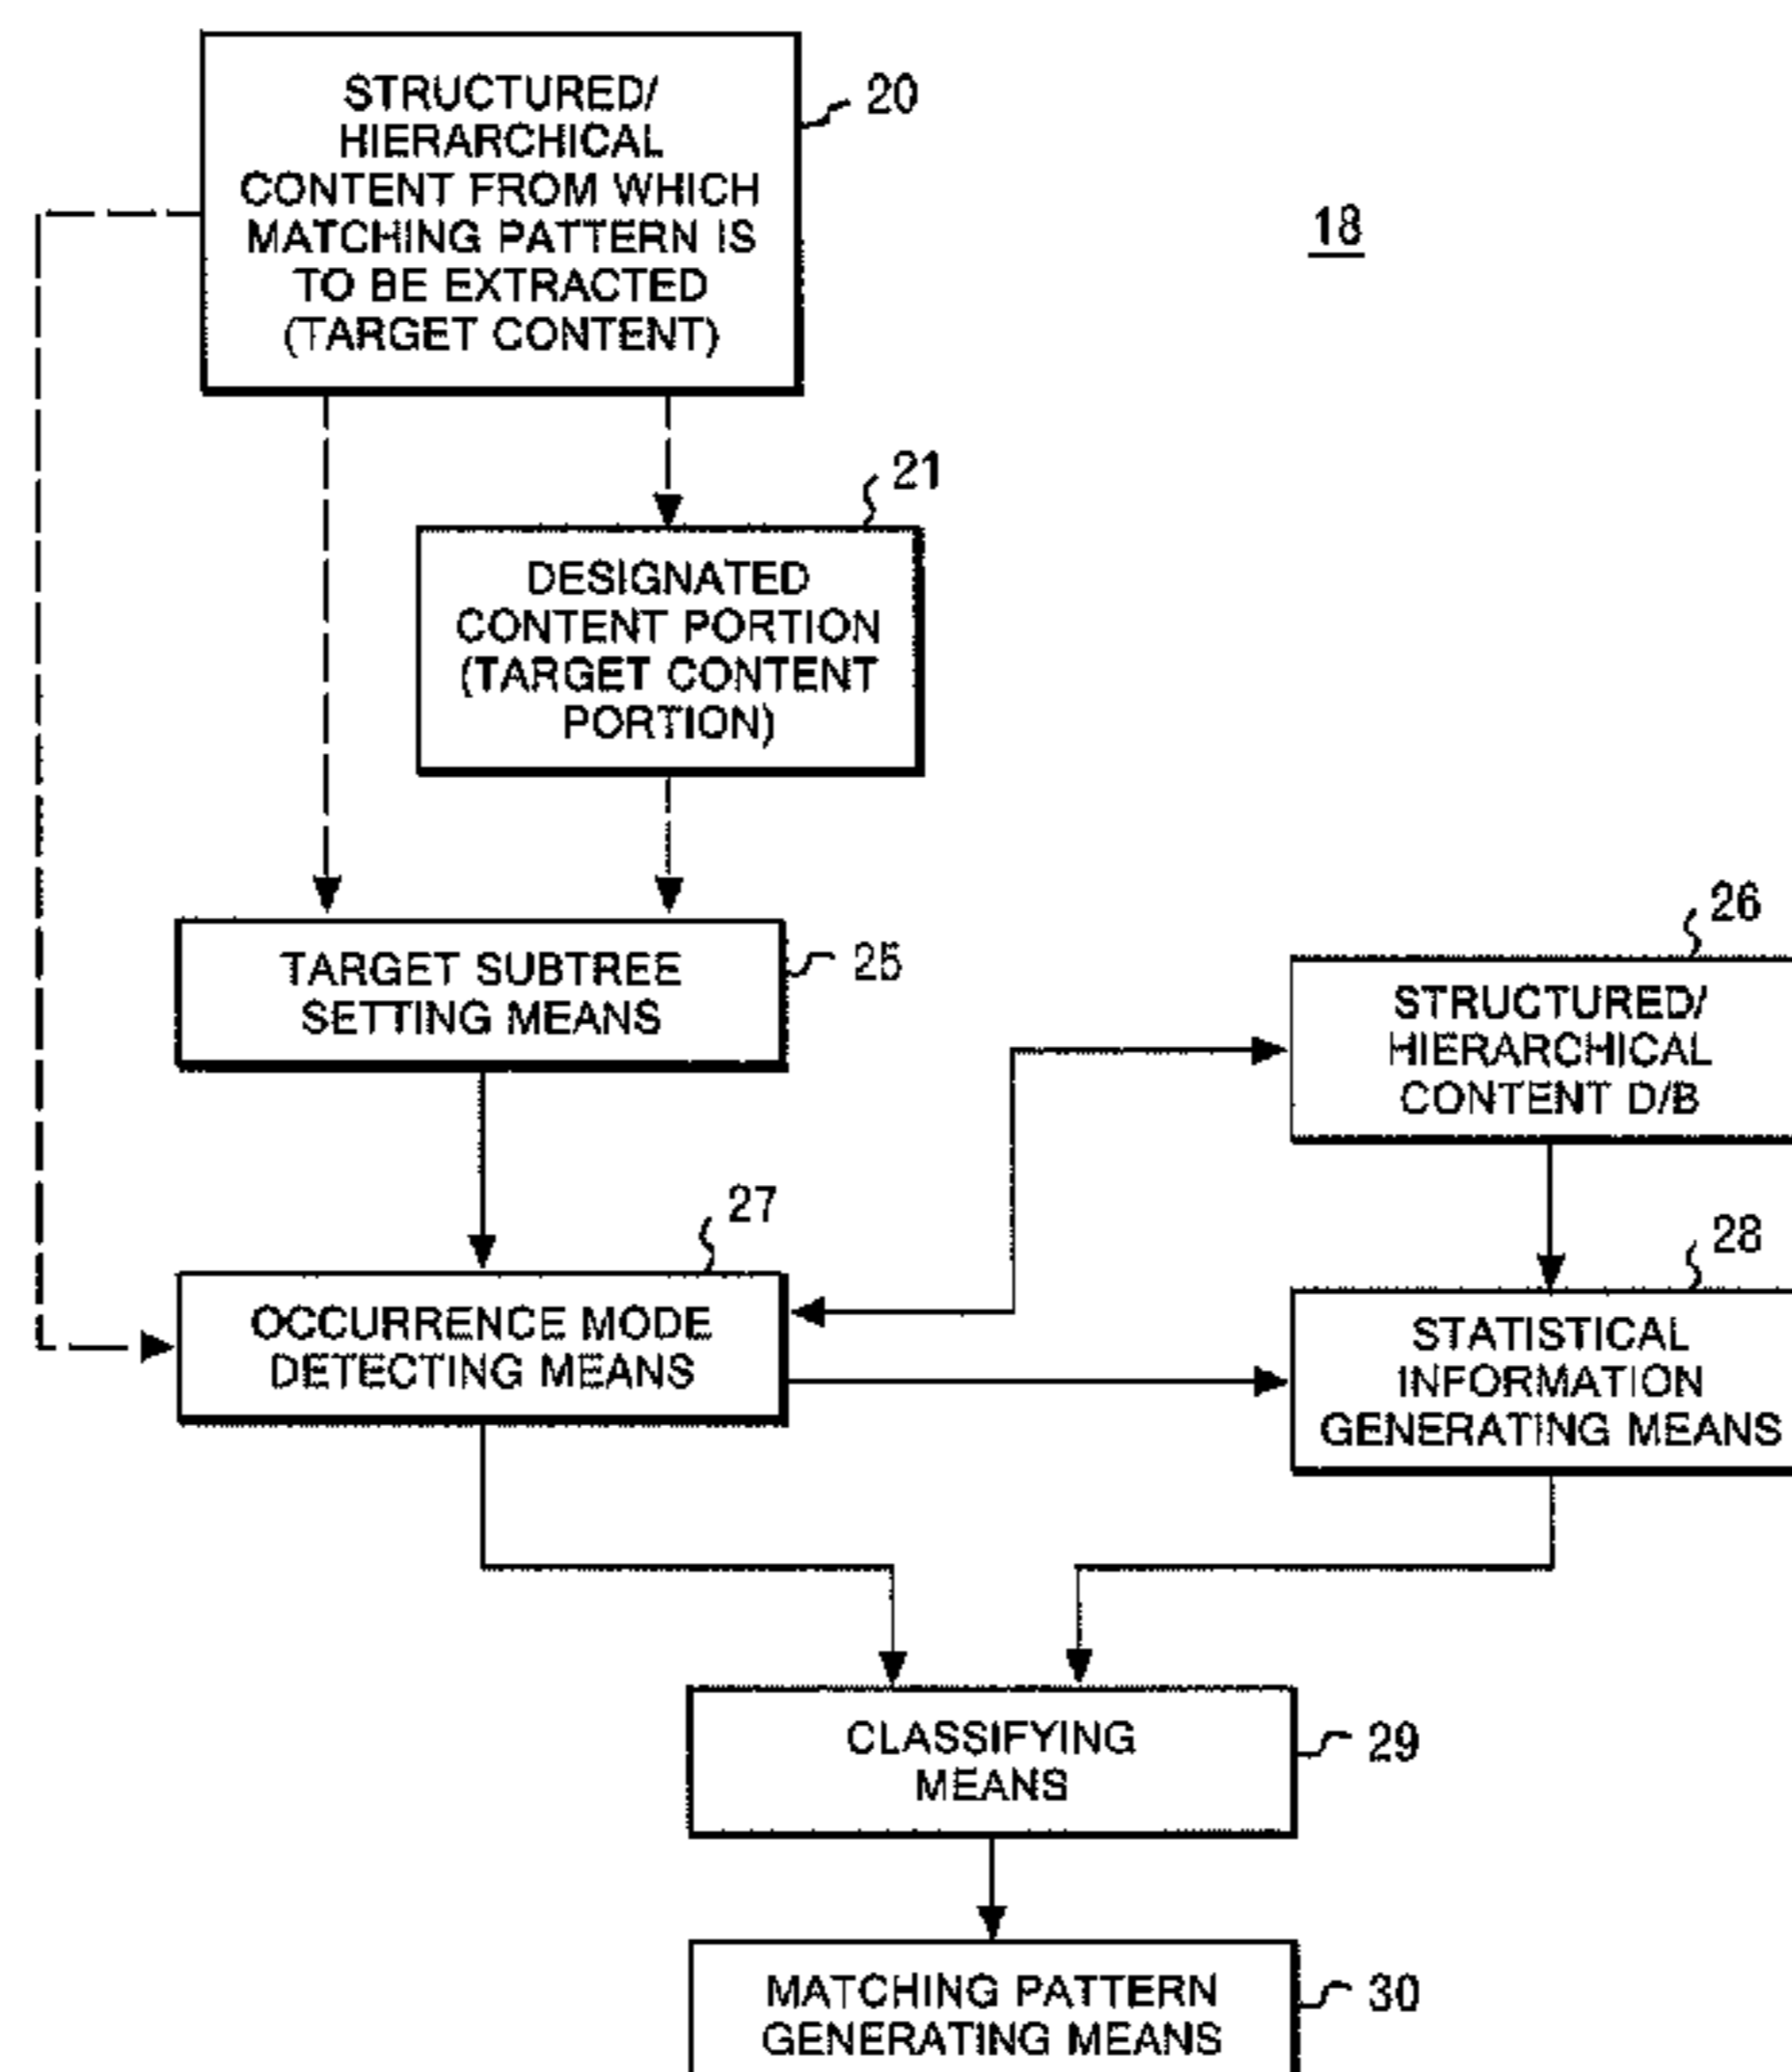 STRUCTURED/
HIERARCHICAL
CONTENT FROM WHICH
MATCHING PATTERN IS
TO BE EXTRACTED
(TARGET CONTENT)
20
18
21
DESIGNATED
CONTENT PORTION
(TARGET CONTENT
PORTION)
TARGET SUBTREE
SETTING MEANS
25
26
STRUCTURED/
HIERARCHICAL
CONTENT D/B
27
OCCURRENCE MODE
DETECTING MEANS
28
STATISTICAL
INFORMATION
GENERATING MEANS
CLASSIFYING
MEANS
29
MATCHING PATTERN
GENERATING MEANS
30